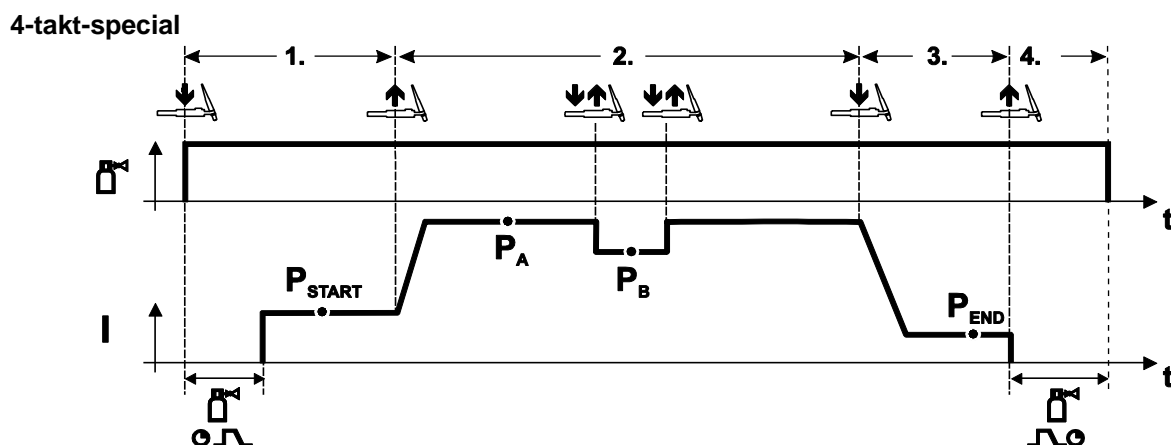 4-takt-special
1. 2. 3. 4.
t
P_A
P_B
P_START
P_END
I
t